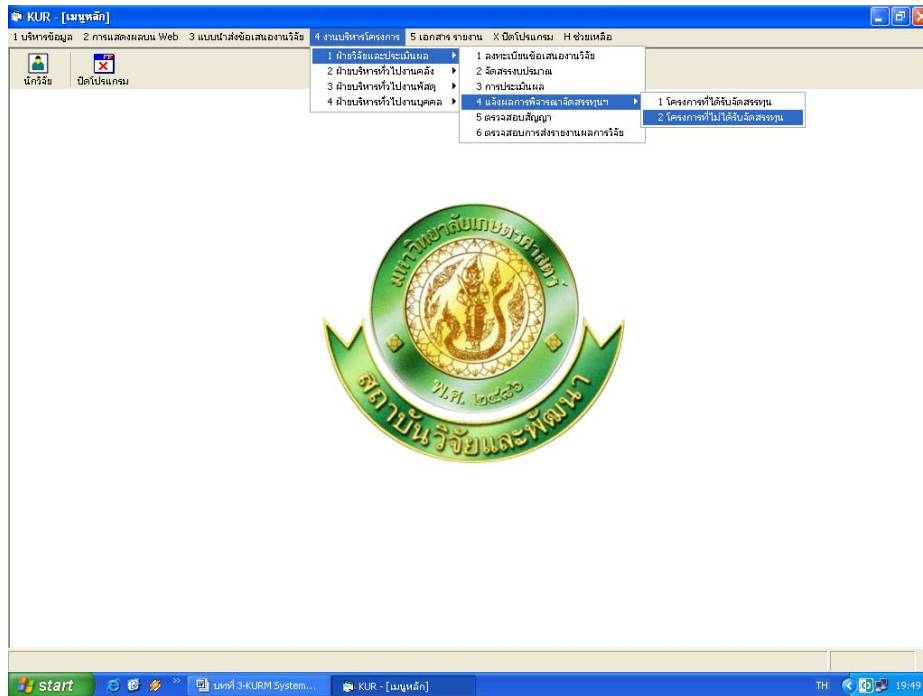 KUR - [เมนูหลัก]
1 บริหารข้อมูล 2 การแสดงผลบน Web 3 แบบนำส่งข้อเสนองานวิจัย 4 งานบริหารโครงการ 5 เอกสาร รายงาน X ปิดโปรแกรม H ช่วยเหลือ
นักวิจัย ปิดโปรแกรม
1 ฝ่ายวิจัยและประเมินผล
2 ฝ่ายบริหารทั่วไปงานคลัง
3 ฝ่ายบริหารทั่วไปงานพัสดุ
4 ฝ่ายบริหารทั่วไปงานบุคคล
1 ลงทะเบียนข้อเสนองานวิจัย
2 จัดสรรงบประมาณ
3 การประเมินผล
4 แจ้งผลการพิจารณาจัดสรรทุนฯ
5 ตรวจสอบสัญญา
6 ตรวจสอบการส่งรายงานผลการวิจัย
1 โครงการที่ได้รับจัดสรรทุน
2 โครงการที่ไม่ได้รับจัดสรรทุน
มหาวิทยาลัยเกษตรศาสตร์
พ.ศ. ๒๔๘๖
สถาบันวิจัยและพัฒนา
start บทที่ 3-KURM System... KUR - [เมนูหลัก] TH 19:49